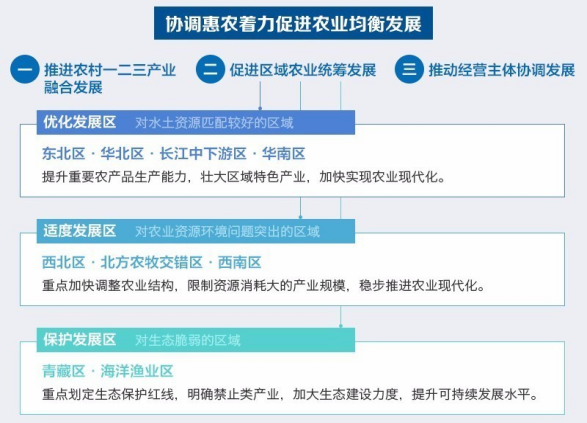 协调惠农着力促进农业均衡发展
一 推进农村一二三产业
融合发展
二 促进区域农业统筹发展
三 推动经营主体协调发展
优化发展区 对水土资源匹配较好的区域
东北区·华北区·长江中下游区·华南区
提升重要农产品生产能力，壮大区域特色产业，加快实现农业现代化。
适度发展区 对农业资源环境问题突出的区域
西北区·北方农牧交错区·西南区
重点加快调整农业结构，限制资源消耗大的产业规模，稳步推进农业现代化。
保护发展区 对生态脆弱的区域
青藏区·海洋渔业区
重点划定生态保护红线，明确禁止类产业，加大生态建设力度，提升可持续发展水平。